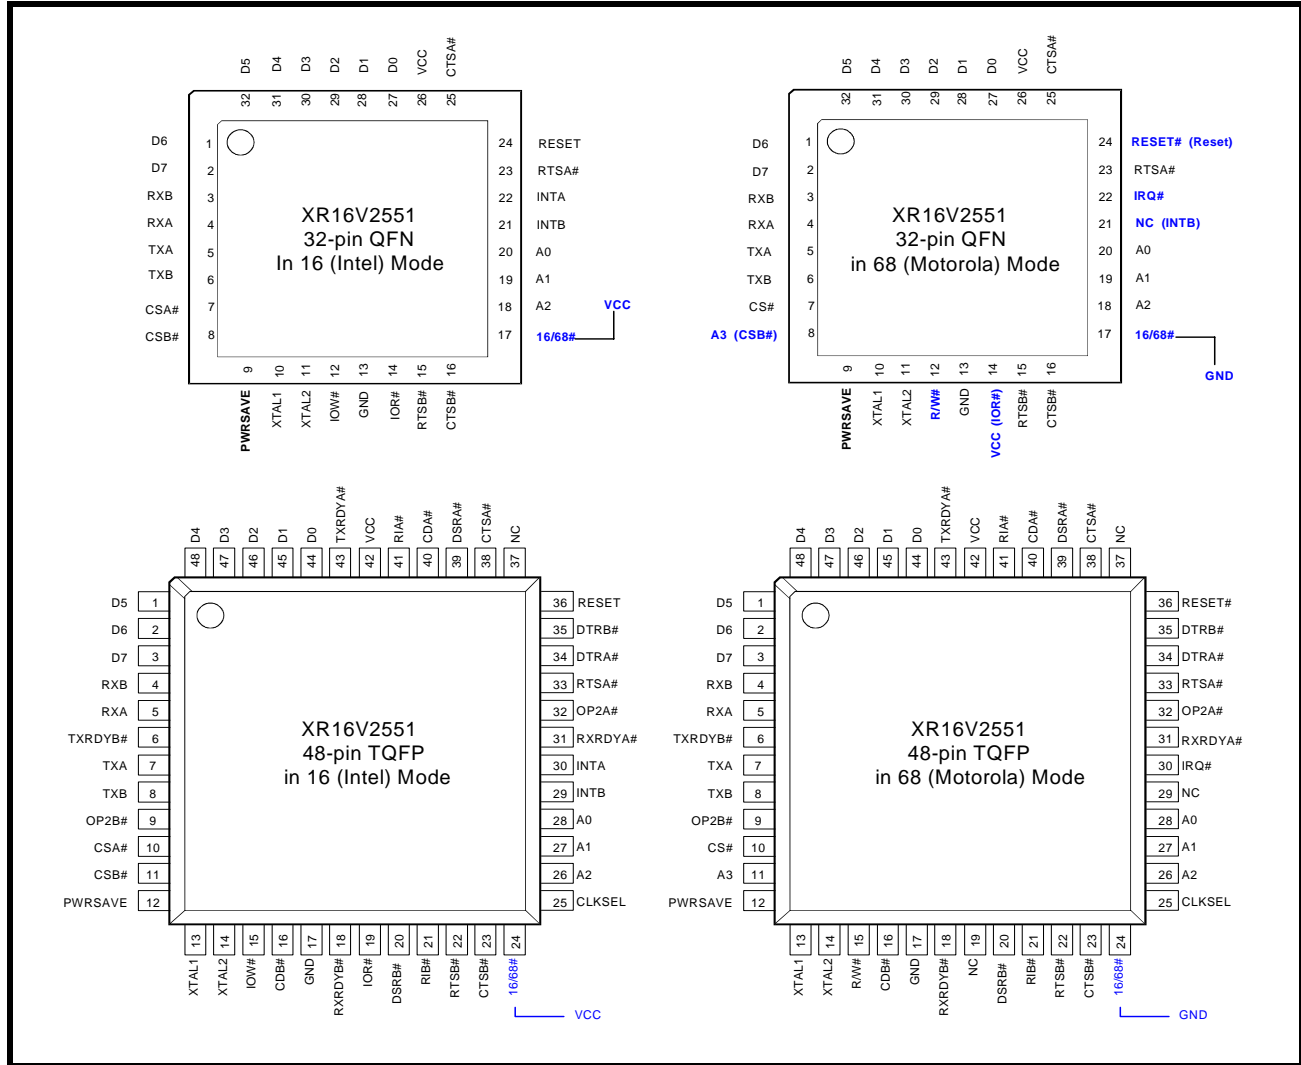 D5 D4 D3 D2 D1 D0 VCC CTSA#
32 31 30 29 28 27 26 25
D6 1
D7 2
RXB 3
RXA 4
TXA 5
TXB 6
CSA# 7
CSB# 8
XR16V2551
32-pin QFN
In 16 (Intel) Mode
24 RESET
23 RTSA#
22 INTA
21 INTB
20 A0
19 A1
18 A2
VCC
17 16/68#
9 10 11 12 13 14 15 16
PWRSAVE XTAL1 XTAL2 IOW# GND IOR# RTSB# CTSB#
D5 D4 D3 D2 D1 D0 VCC CTSA#
32 31 30 29 28 27 26 25
D6 1
D7 2
RXB 3
RXA 4
TXA 5
TXB 6
CS# 7
A3 (CSB#) 8
XR16V2551
32-pin QFN
in 68 (Motorola) Mode
24 RESET# (Reset)
23 RTSA#
22 IRQ#
21 NC (INTB)
20 A0
19 A1
18 A2
17 16/68#
GND
9 10 11 12 13 14 15 16
PWRSAVE XTAL1 XTAL2 R/W# GND VCC (IOR#) RTSB# CTSB#
D4 D3 D2 D1 D0 TXRDYA# VCC RIA# CDA# DSRA# CTSA# NC
48 47 46 45 44 43 42 41 40 39 38 37
D5 1
D6 2
D7 3
RXB 4
RXA 5
TXRDYB# 6
TXA 7
TXB 8
OP2B# 9
CSA# 10
CSB# 11
PWRSAVE 12
XR16V2551
48-pin TQFP
in 16 (Intel) Mode
36 RESET
35 DTRB#
34 DTRA#
33 RTSA#
32 OP2A#
31 RXRDYA#
30 INTA
29 INTB
28 A0
27 A1
26 A2
25 CLKSEL
13 14 15 16 17 18 19 20 21 22 23 24
XTAL1 XTAL2 IOW# CDB# GND RXRDYB# IOR# DSRB# RIB# RTSB# CTSB# 16/68#
VCC
D4 D3 D2 D1 D0 TXRDYA# VCC RIA# CDA# DSRA# CTSA# NC
48 47 46 45 44 43 42 41 40 39 38 37
D5 1
D6 2
D7 3
RXB 4
RXA 5
TXRDYB# 6
TXA 7
TXB 8
OP2B# 9
CS# 10
A3 11
PWRSAVE 12
XR16V2551
48-pin TQFP
in 68 (Motorola) Mode
36 RESET#
35 DTRB#
34 DTRA#
33 RTSA#
32 OP2A#
31 RXRDYA#
30 IRQ#
29 NC
28 A0
27 A1
26 A2
25 CLKSEL
13 14 15 16 17 18 19 20 21 22 23 24
XTAL1 XTAL2 R/W# CDB# GND RXRDYB# NC DSRB# RIB# RTSB# CTSB# 16/68#
GND